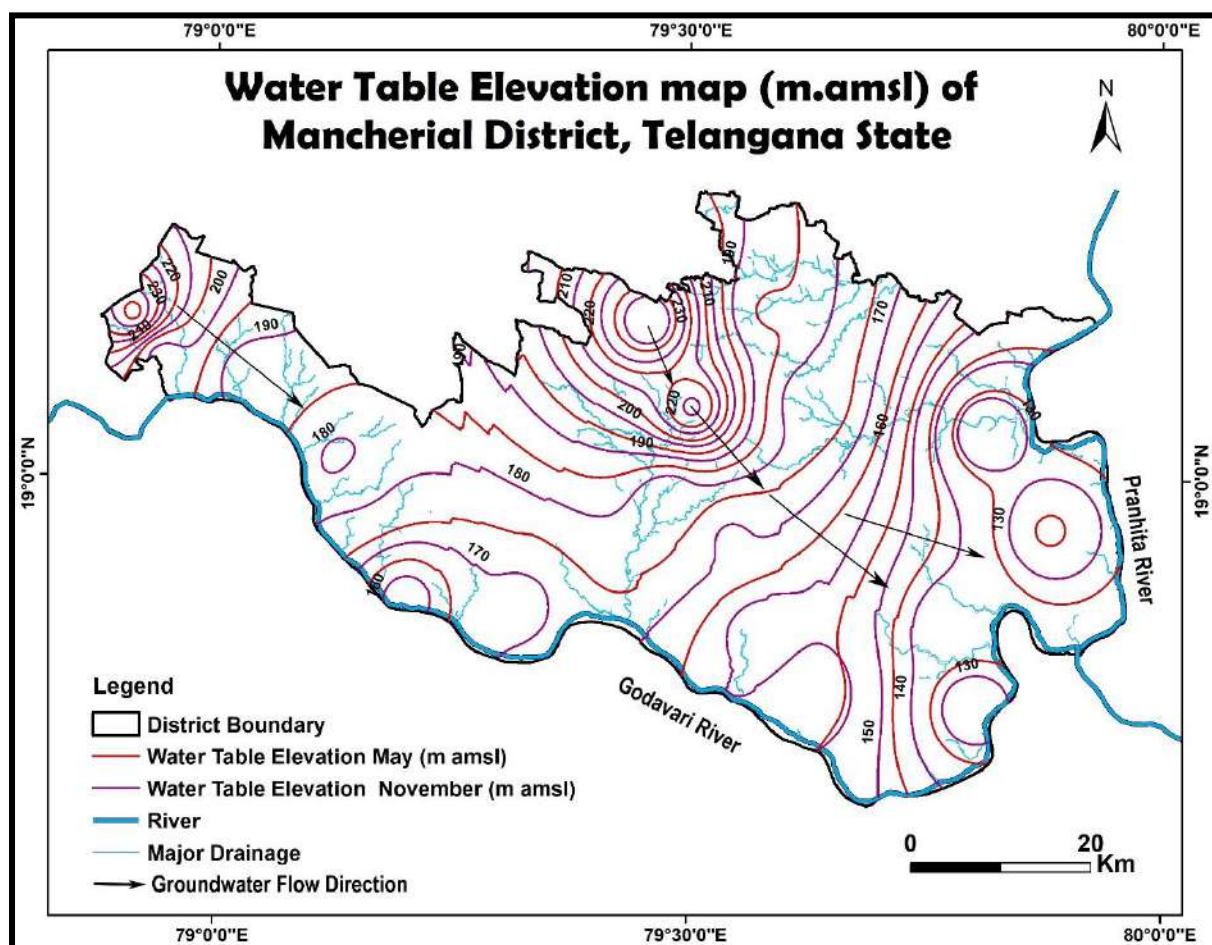 79°0'0"E
79°30'0"E
80°0'0"E
Water Table Elevation map (m.amsl) of
Mancherial District, Telangana State
N
190
220
200
230
240
190
210
220
230
210
170
190
180
200
220
190
180
160
130
130
19°0'0"N
19°0'0"N
170
160
Pranhita River
Godavari River
130
140
150
Legend
District Boundary
Water Table Elevation May (m amsl)
Water Table Elevation November (m amsl)
River
Major Drainage
Groundwater Flow Direction
0
20
Km
79°0'0"E
79°30'0"E
80°0'0"E